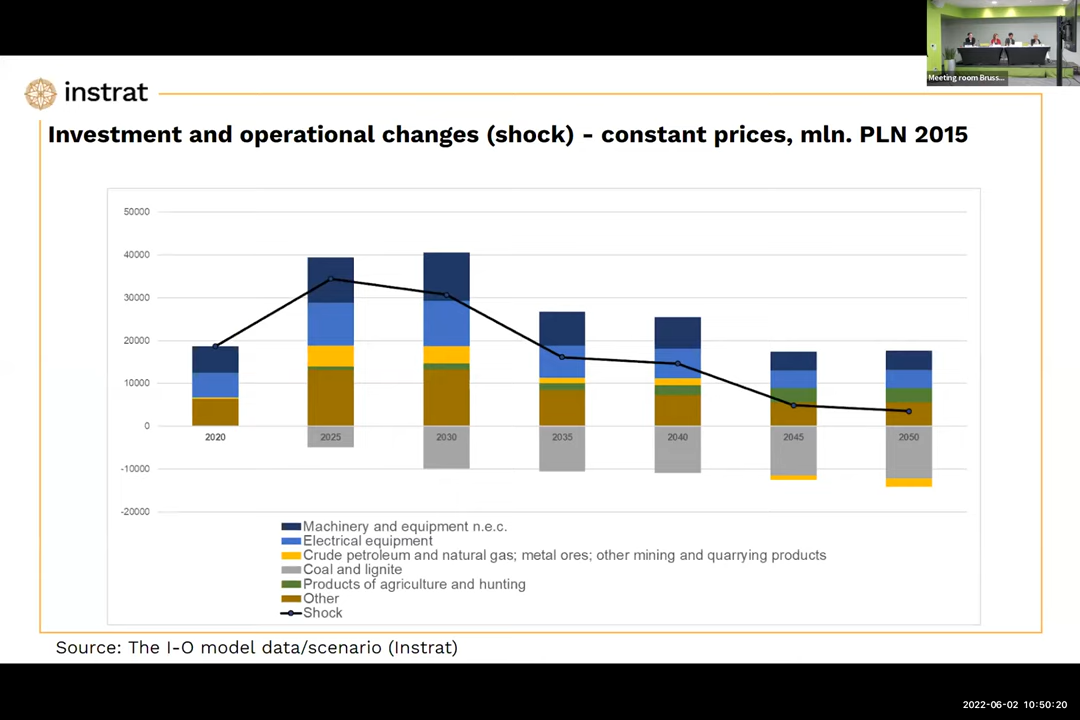 Meeting room Bruss...
instrat
Investment and operational changes (shock) - constant prices, mln. PLN 2015
50000
40000
30000
20000
10000
0
-10000
-20000
2020 2025 2030 2035 2040 2045 2050
Machinery and equipment n.e.c.
Electrical equipment
Crude petroleum and natural gas; metal ores; other mining and quarrying products
Coal and lignite
Products of agriculture and hunting
Other
Shock
Source: The I-O model data/scenario (Instrat)
2022-06-02 10:50:20